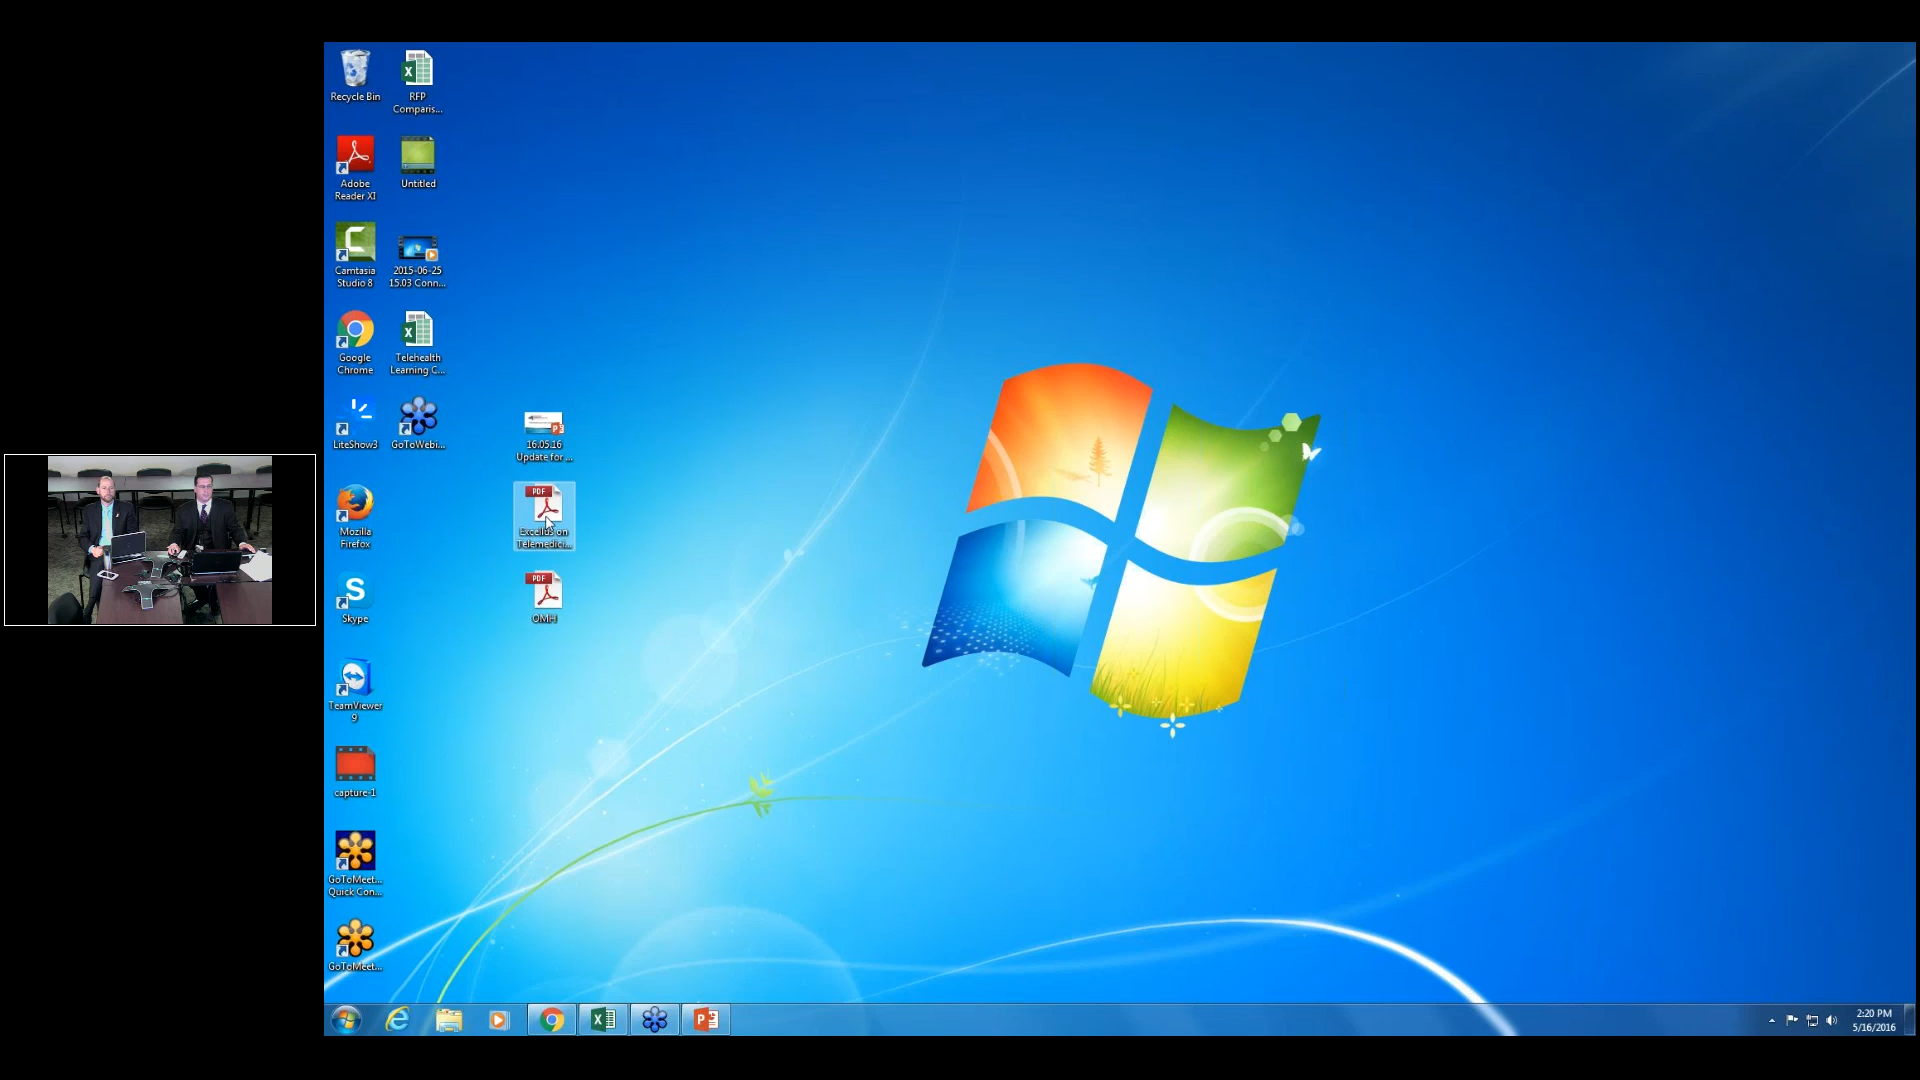 Recycle Bin
RFP
Comparis...
Adobe
Reader XI
Untitled
Camtasia
Studio 8
2015-06-25
15.03 Conn...
Google
Chrome
Telehealth
Learning C...
LiteShow3
GoToWebi...
16.05.16
Update for ...
Mozilla
Firefox
PDF
Excellus on
Telemedici...
Skype
PDF
OMH
TeamViewer
9
capture-1
GoToMeet...
Quick Con...
GoToMeet...
2:20 PM
5/16/2016